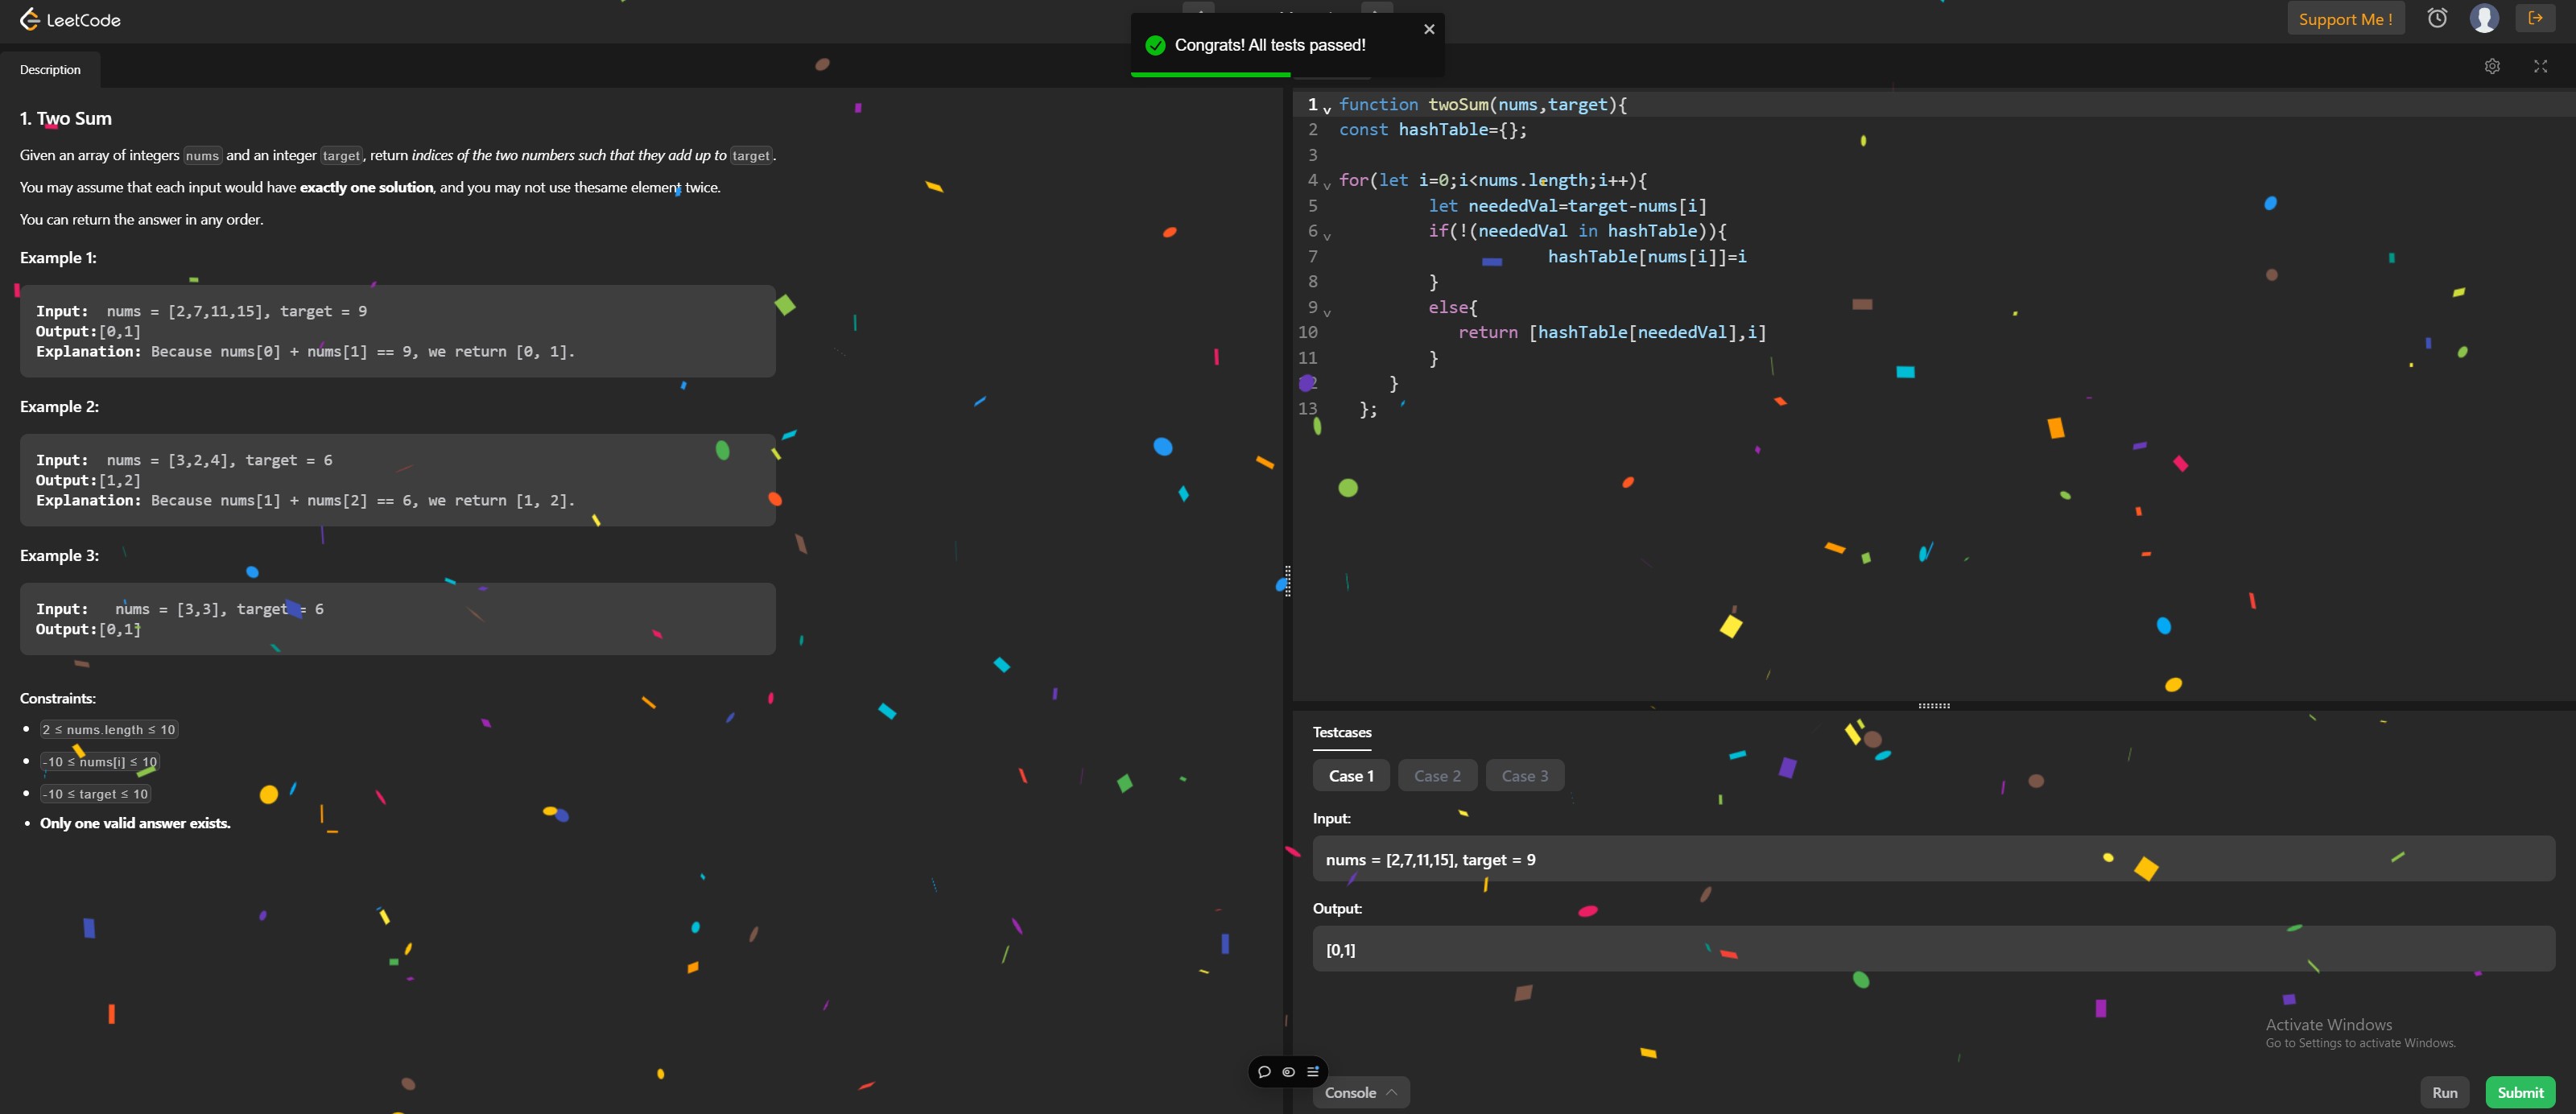 LeetCode
Support Me !
Congrats! All tests passed!
Description
1. Two Sum
Given an array of integers nums and an integer target, return indices of the two numbers such that they add up to target.
You may assume that each input would have exactly one solution, and you may not use thesame element twice.
You can return the answer in any order.
Example 1:
Input: nums = [2,7,11,15], target = 9
Output:[0,1]
Explanation: Because nums[0] + nums[1] == 9, we return [0, 1].
Example 2:
Input: nums = [3,2,4], target = 6
Output:[1,2]
Explanation: Because nums[1] + nums[2] == 6, we return [1, 2].
Example 3:
Input: nums = [3,3], target = 6
Output:[0,1]
Constraints:
• 2 ≤ nums.length ≤ 10
• -10 ≤ nums[i] ≤ 10
• -10 ≤ target ≤ 10
• Only one valid answer exists.
1 function twoSum(nums,target){
2 const hashTable={};
3
4 for(let i=0;i<nums.length;i++){
5 let neededVal=target-nums[i]
6 if(!(neededVal in hashTable)){
7 hashTable[nums[i]]=i
8 }
9 else{
10 return [hashTable[neededVal],i]
11 }
}
13 };
Testcases
Case 1 Case 2 Case 3
Input:
nums = [2,7,11,15], target = 9
Output:
[0,1]
Activate Windows
Go to Settings to activate Windows.
Console
Run Submit